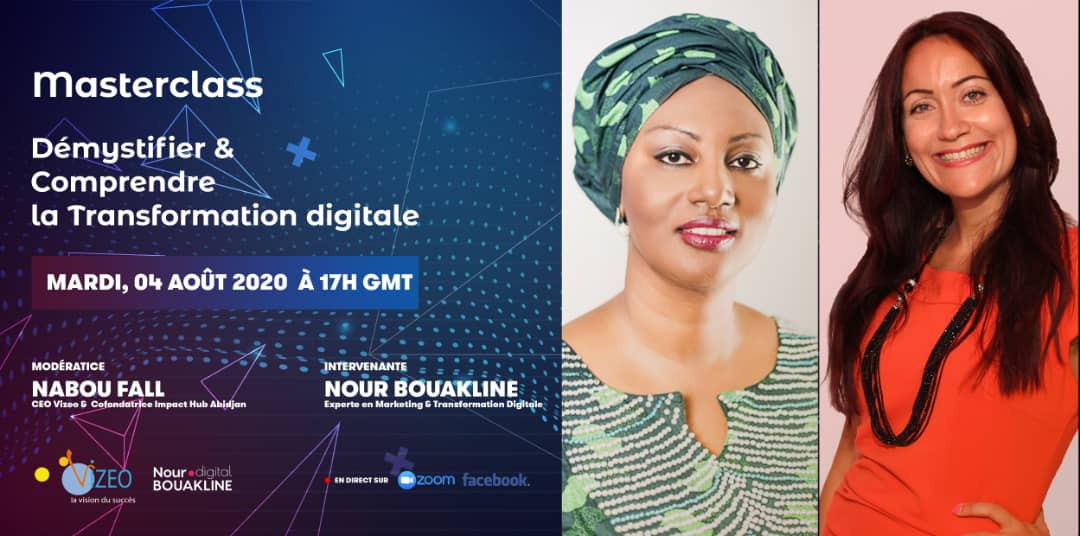 Masterclass
Démystifier &
Comprendre
la Transformation digitale
MARDI, 04 AOÛT 2020 À 17H GMT
MODÉRATICE
NABOU FALL
CEO Vizeo & Cofondatrice Impact Hub Abidjan
INTERVENANTE
NOUR BOUAKLINE
Experte en Marketing & Transformation Digitale
VIZEO
la vision du succès
Nour digital
BOUAKLINE
EN DIRECT SUR zoom facebook.